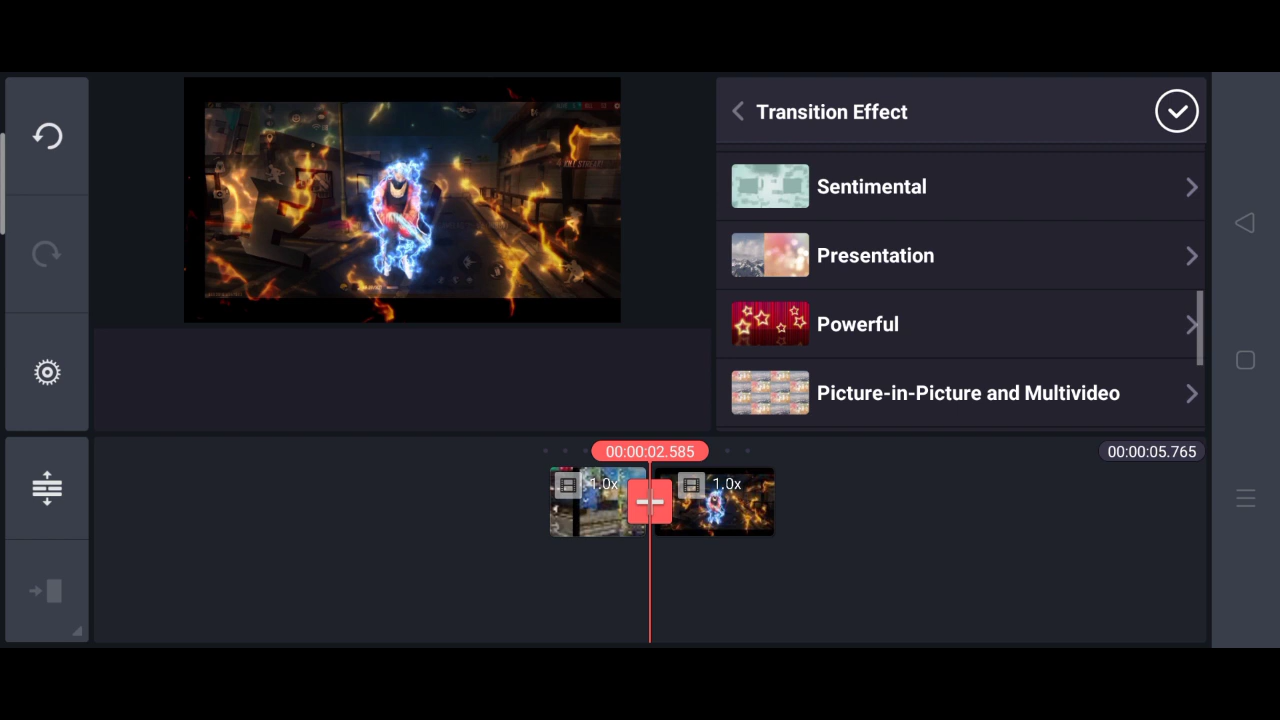 Transition Effect
Sentimental
Presentation
Powerful
Picture-in-Picture and Multivideo
00:00:02.585
00:00:05.765
1.0x
1.0x